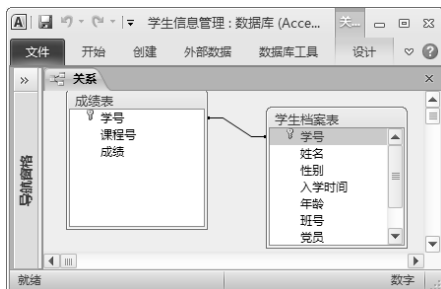 学生信息管理 : 数据库 (Acce...
关...
文件 开始 创建 外部数据 数据库工具 设计
关系
导航窗格
成绩表
学号
课程号
成绩
学生档案表
学号
姓名
性别
入学时间
年龄
班号
党员
就绪 数字